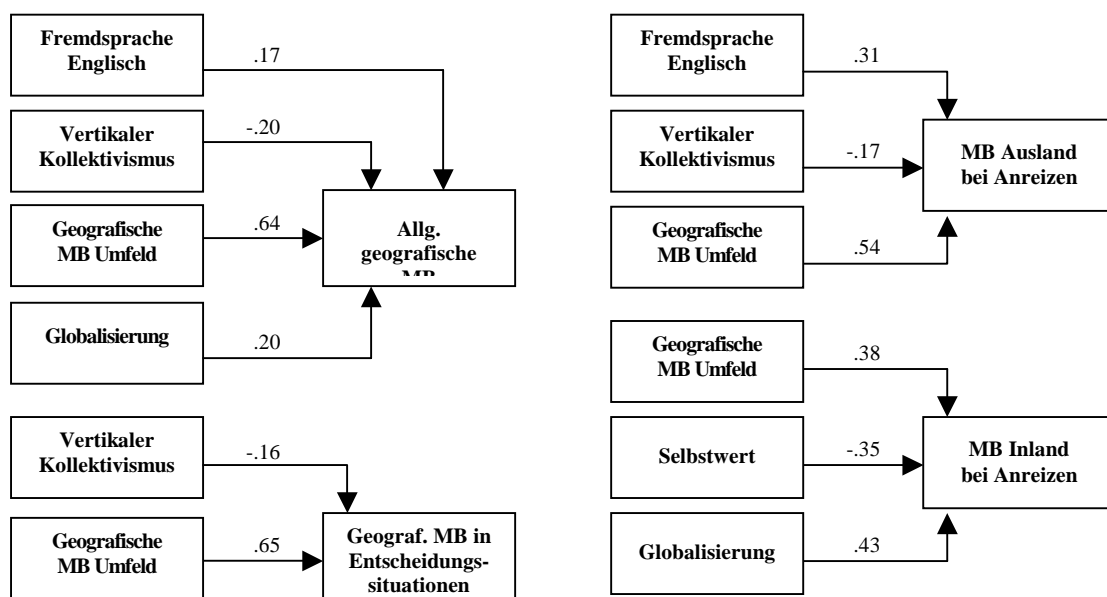 Fremdsprache
Englisch
.17
Vertikaler
Kollektivismus
-.20
Geografische
MB Umfeld
.64
Globalisierung
.20
Allg.
geografische
MB
Vertikaler
Kollektivismus
-.16
Geografische
MB Umfeld
.65
Geograf. MB in
Entscheidungs-
situationen
Fremdsprache
Englisch
.31
Vertikaler
Kollektivismus
-.17
Geografische
MB Umfeld
.54
MB Ausland
bei Anreizen
Geografische
MB Umfeld
.38
Selbstwert
-.35
Globalisierung
.43
MB Inland
bei Anreizen